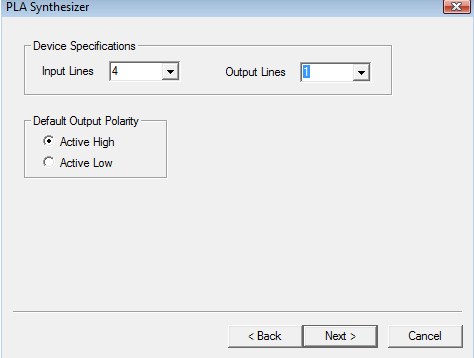 PLA Synthesizer
Device Specifications
Input Lines 4 Output Lines 1
Default Output Polarity
Active High
Active Low
< Back Next > Cancel